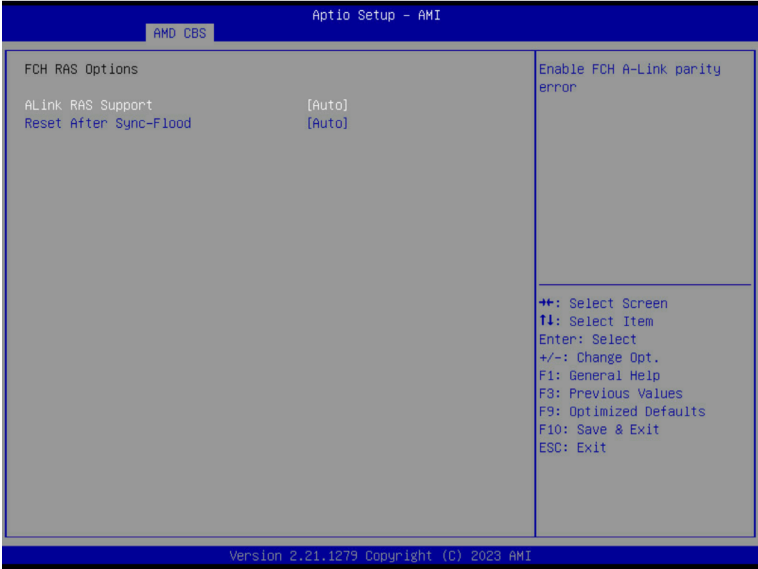 Aptio Setup – AMI
AMD CBS
FCH RAS Options
ALink RAS Support [Auto]
Reset After Sync-Flood [Auto]
Enable FCH A-Link parity
error
→←: Select Screen
↑↓: Select Item
Enter: Select
+/-: Change Opt.
F1: General Help
F3: Previous Values
F9: Optimized Defaults
F10: Save & Exit
ESC: Exit
Version 2.21.1279 Copyright (C) 2023 AMI